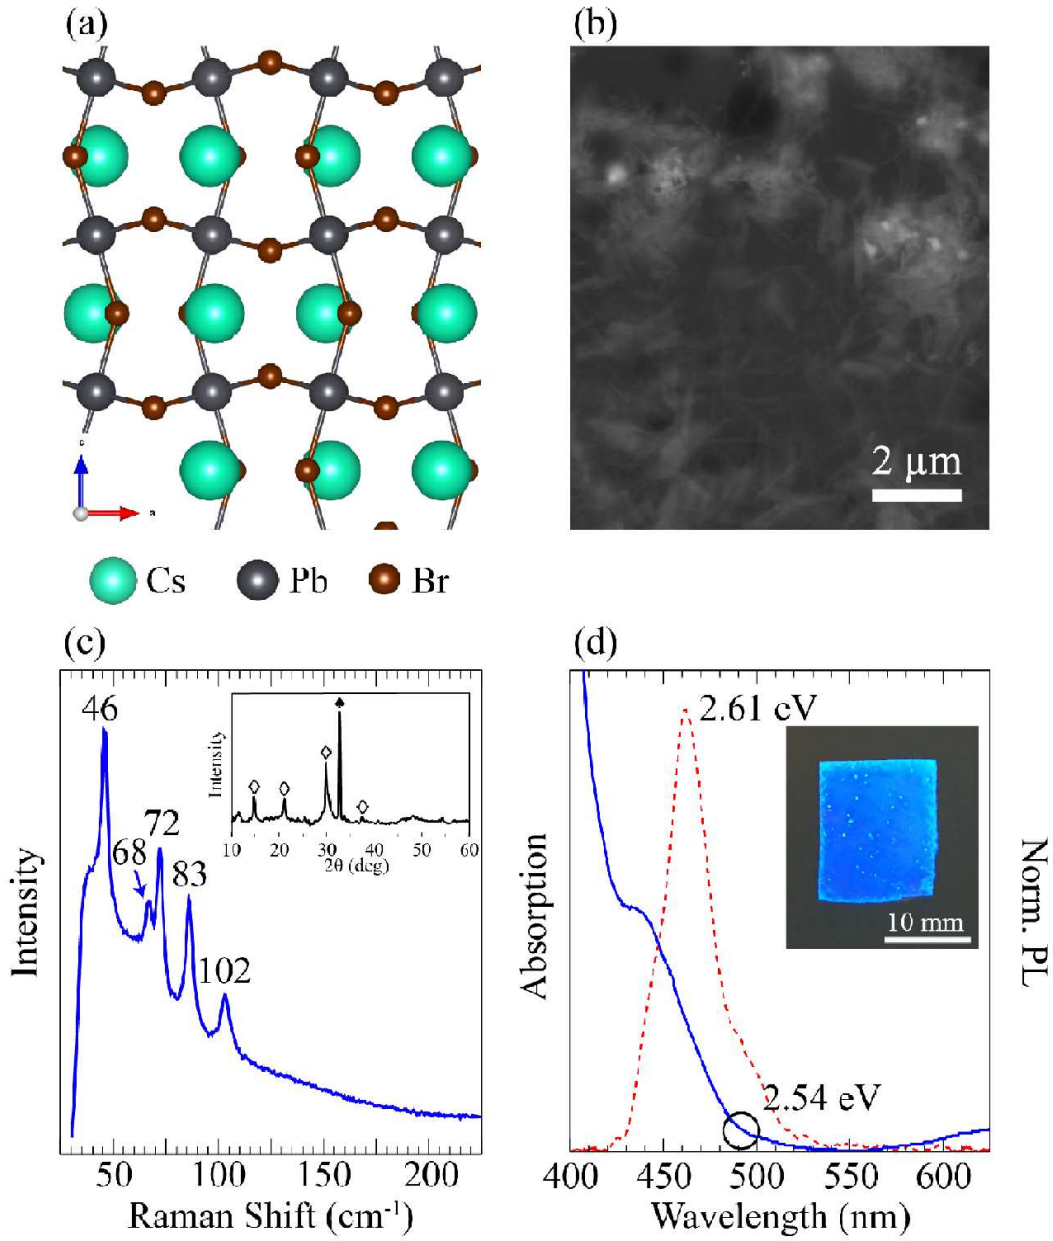 (a)
c
a
Cs
Pb
Br
(b)
2 μm
(c)
46
68
72
83
102
Intensity
50
100
150
200
Raman Shift (cm⁻¹)
Intensity
10
20
30
40
50
60
2θ (deg)
(d)
2.61 eV
2.54 eV
10 mm
Absorption
Norm. PL
400
450
500
550
600
Wavelength (nm)